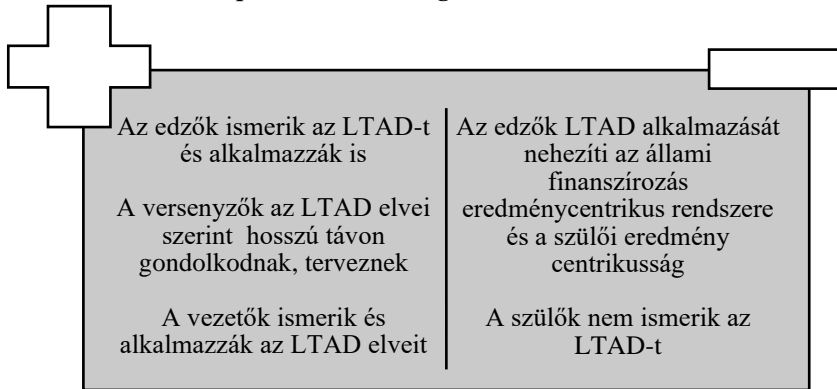 Az edzők ismerik az LTAD-t
és alkalmazzák is
A versenyzők az LTAD elvei
szerint hosszú távon
gondolkodnak, terveznek
A vezetők ismerik és
alkalmazzák az LTAD elveit
Az edzők LTAD alkalmazását
nehezíti az állami
finanszírozás
eredménycentrikus rendszere
és a szülői eredmény
centrikusság
A szülők nem ismerik az
LTAD-t